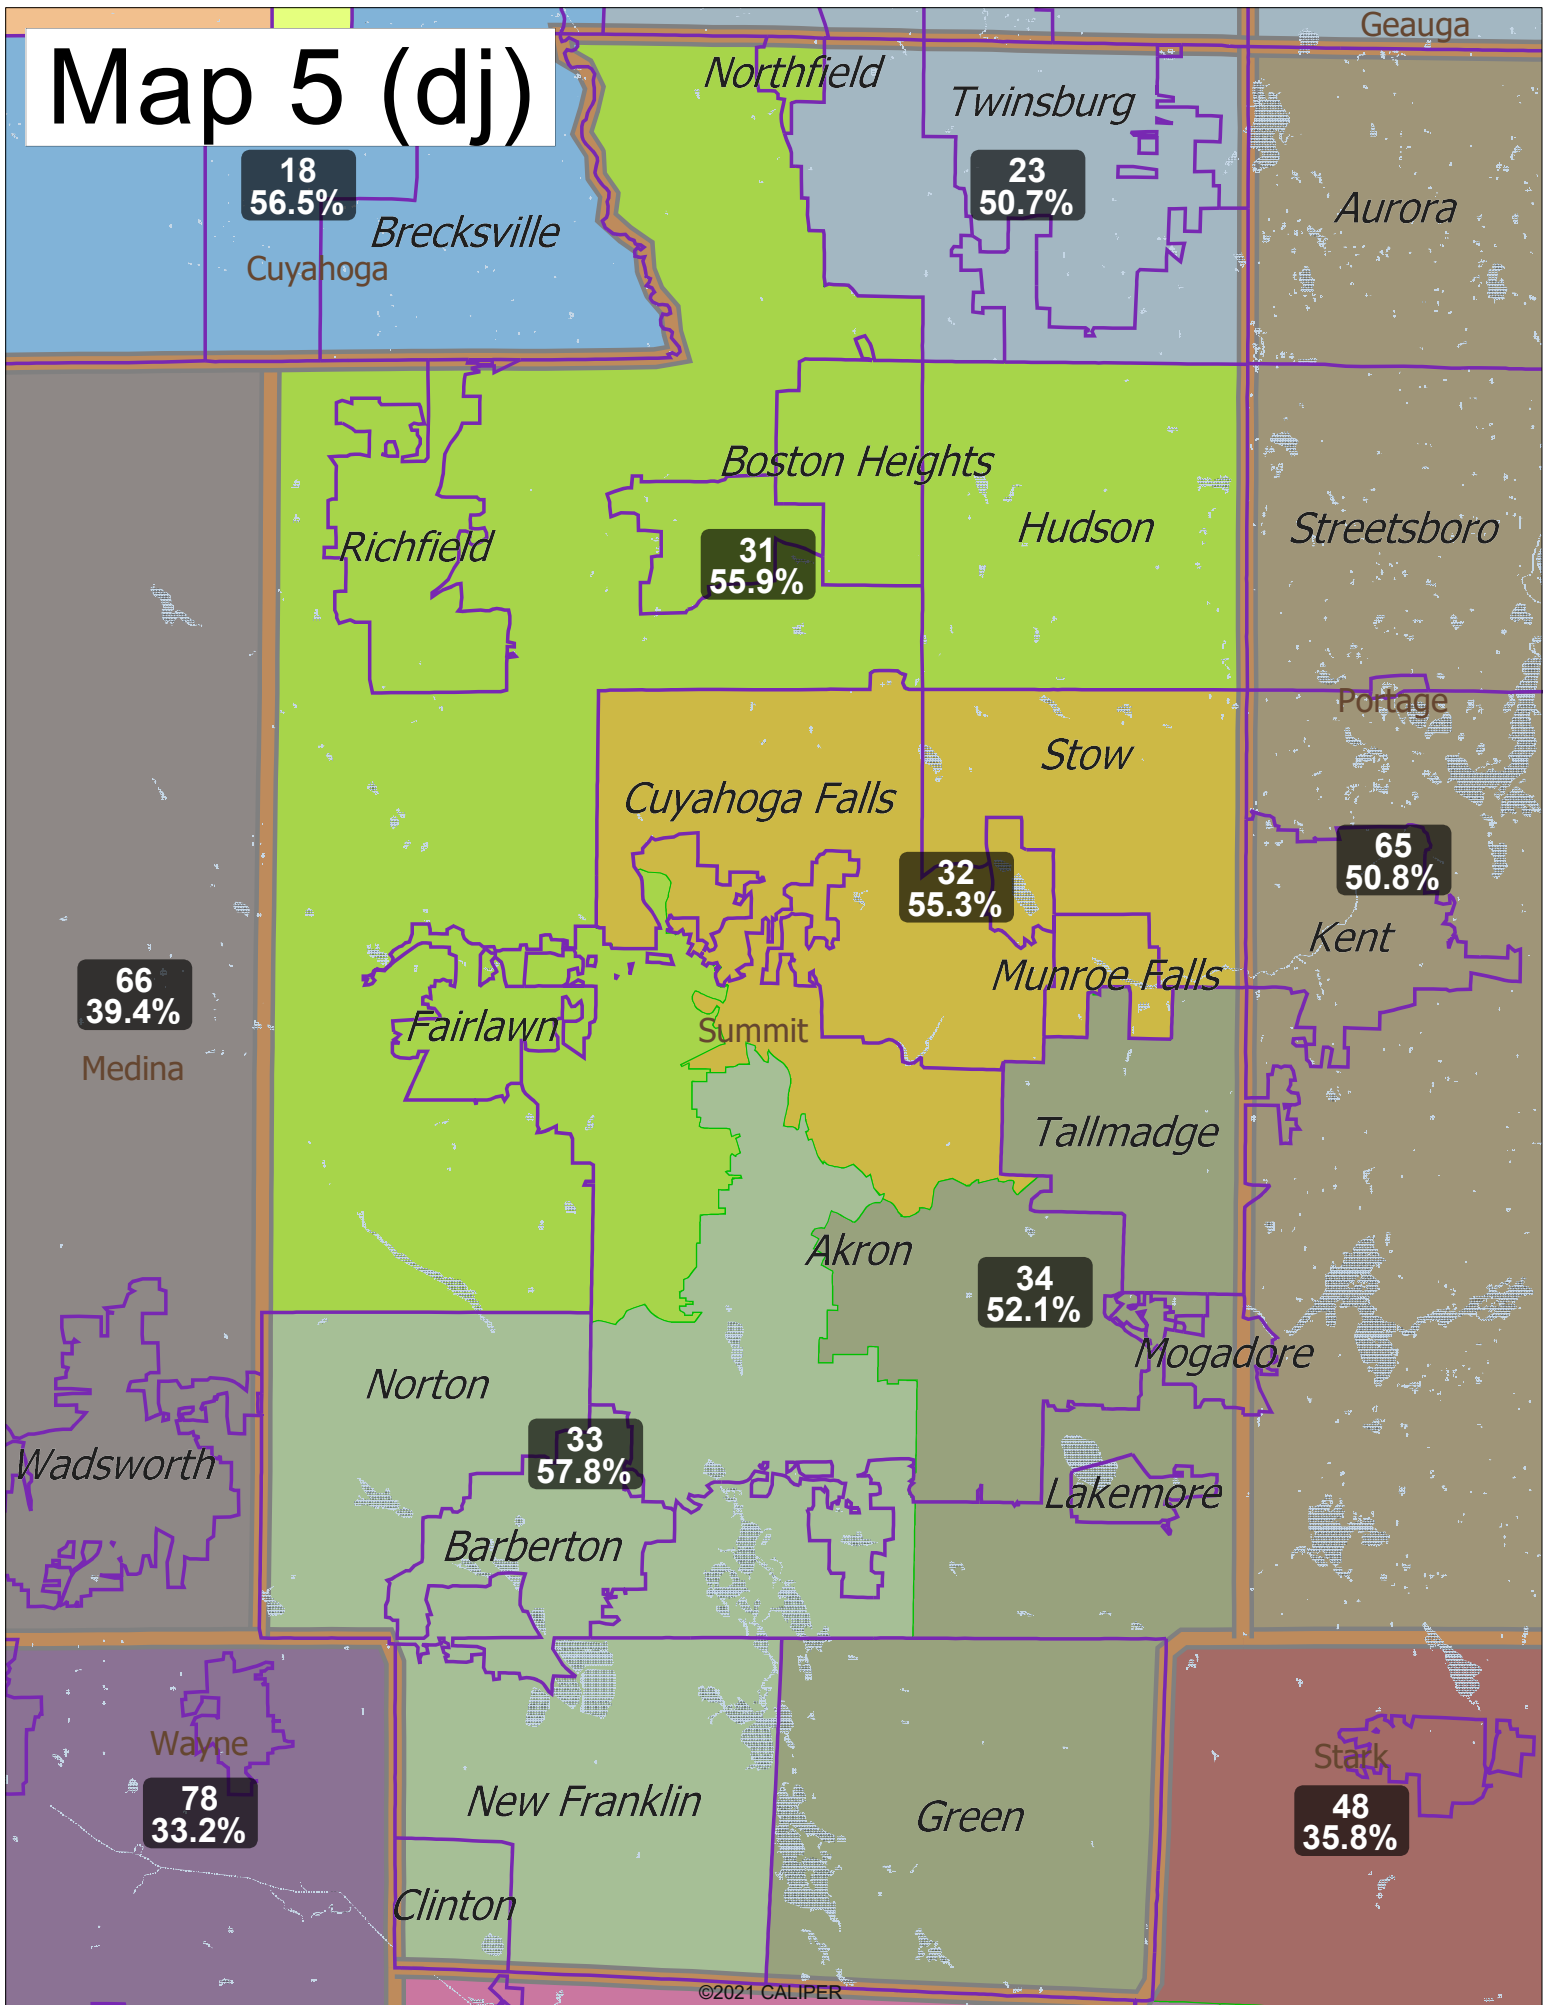 Geauga
Map 5 (dj)
Northfield
Twinsburg
18
56.5%
23
50.7%
Aurora
Brecksville
Cuyahoga
Boston Heights
Hudson
Streetsboro
Richfield
31
55.9%
Portage
Stow
Cuyahoga Falls
65
50.8%
32
55.3%
Kent
66
39.4%
Munroe Falls
Fairlawn
Summit
Medina
Tallmadge
Akron
34
52.1%
Mogadore
Norton
33
57.8%
Wadsworth
Lakemore
Barberton
Wayne
Stark
78
33.2%
New Franklin
Green
48
35.8%
Clinton
©2021 CALIPER